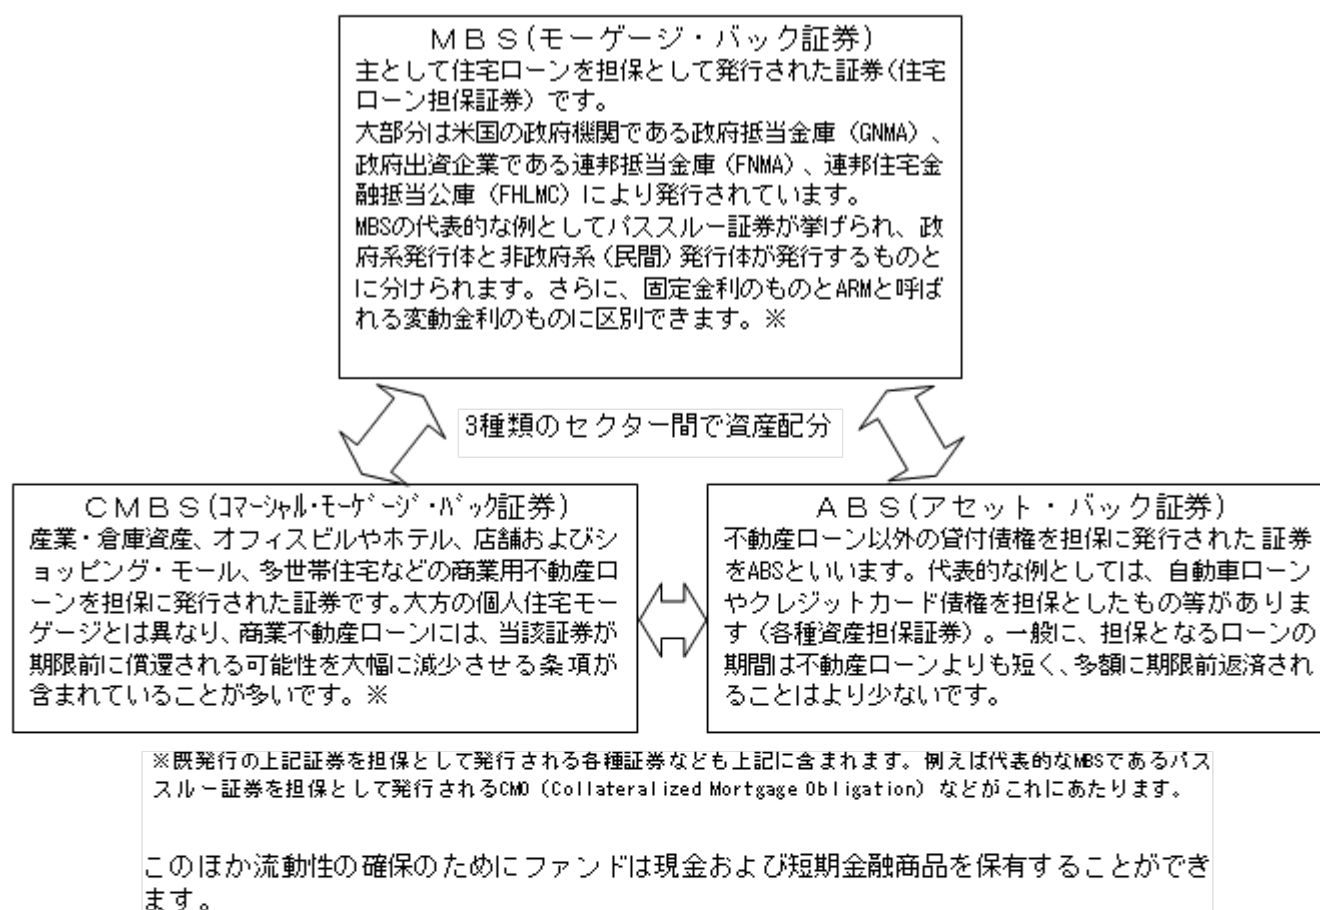 ＭＢＳ(モーゲージ・バック証券)
主として住宅ローンを担保として発行された証券(住宅
ローン担保証券)です。
大部分は米国の政府機関である政府抵当金庫(GNMA)、
政府出資企業である連邦抵当金庫(FNMA)、連邦住宅金
融抵当公庫(FHLMC)により発行されています。
MBSの代表的な例としてパススルー証券が挙げられ、政
府系発行体と非政府系(民間)発行体が発行するものと
に分けられます。さらに、固定金利のものとARMと呼ば
れる変動金利のものに区別できます。※
3種類のセクター間で資産配分
ＣＭＢＳ(ｺﾏｰｼｬﾙ･ﾓｰｹﾞｰｼﾞ･ﾊﾞｯｸ証券)
産業・倉庫資産、オフィスビルやホテル、店舗およびシ
ョッピング・モール、多世帯住宅などの商業用不動産ロ
ーンを担保に発行された証券です。大方の個人住宅モー
ゲージとは異なり、商業不動産ローンには、当該証券が
期限前に償還される可能性を大幅に減少させる条項が
含まれていることが多いです。※
ＡＢＳ(アセット・バック証券)
不動産ローン以外の貸付債権を担保に発行された証券
をABSといいます。代表的な例としては、自動車ローン
やクレジットカード債権を担保としたもの等がありま
す(各種資産担保証券)。一般に、担保となるローンの
期間は不動産ローンよりも短く、多額に期限前返済され
ることはより少ないです。
※既発行の上記証券を担保として発行される各種証券なども上記に含まれます。例えば代表的なMBSであるパス
スルー証券を担保として発行されるCMO(Collateralized Mortgage Obligation)などがこれにあたります。
このほか流動性の確保のためにファンドは現金および短期金融商品を保有することができ
ます。